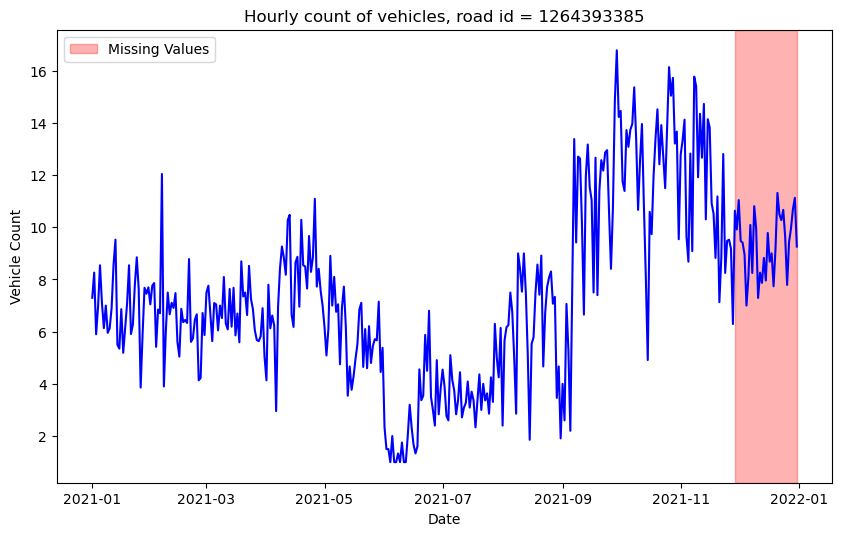 Hourly count of vehicles, road id = 1264393385
Missing Values
Vehicle Count
16
14
12
10
8
6
4
2
2021-01 2021-03 2021-05 2021-07 2021-09 2021-11 2022-01
Date